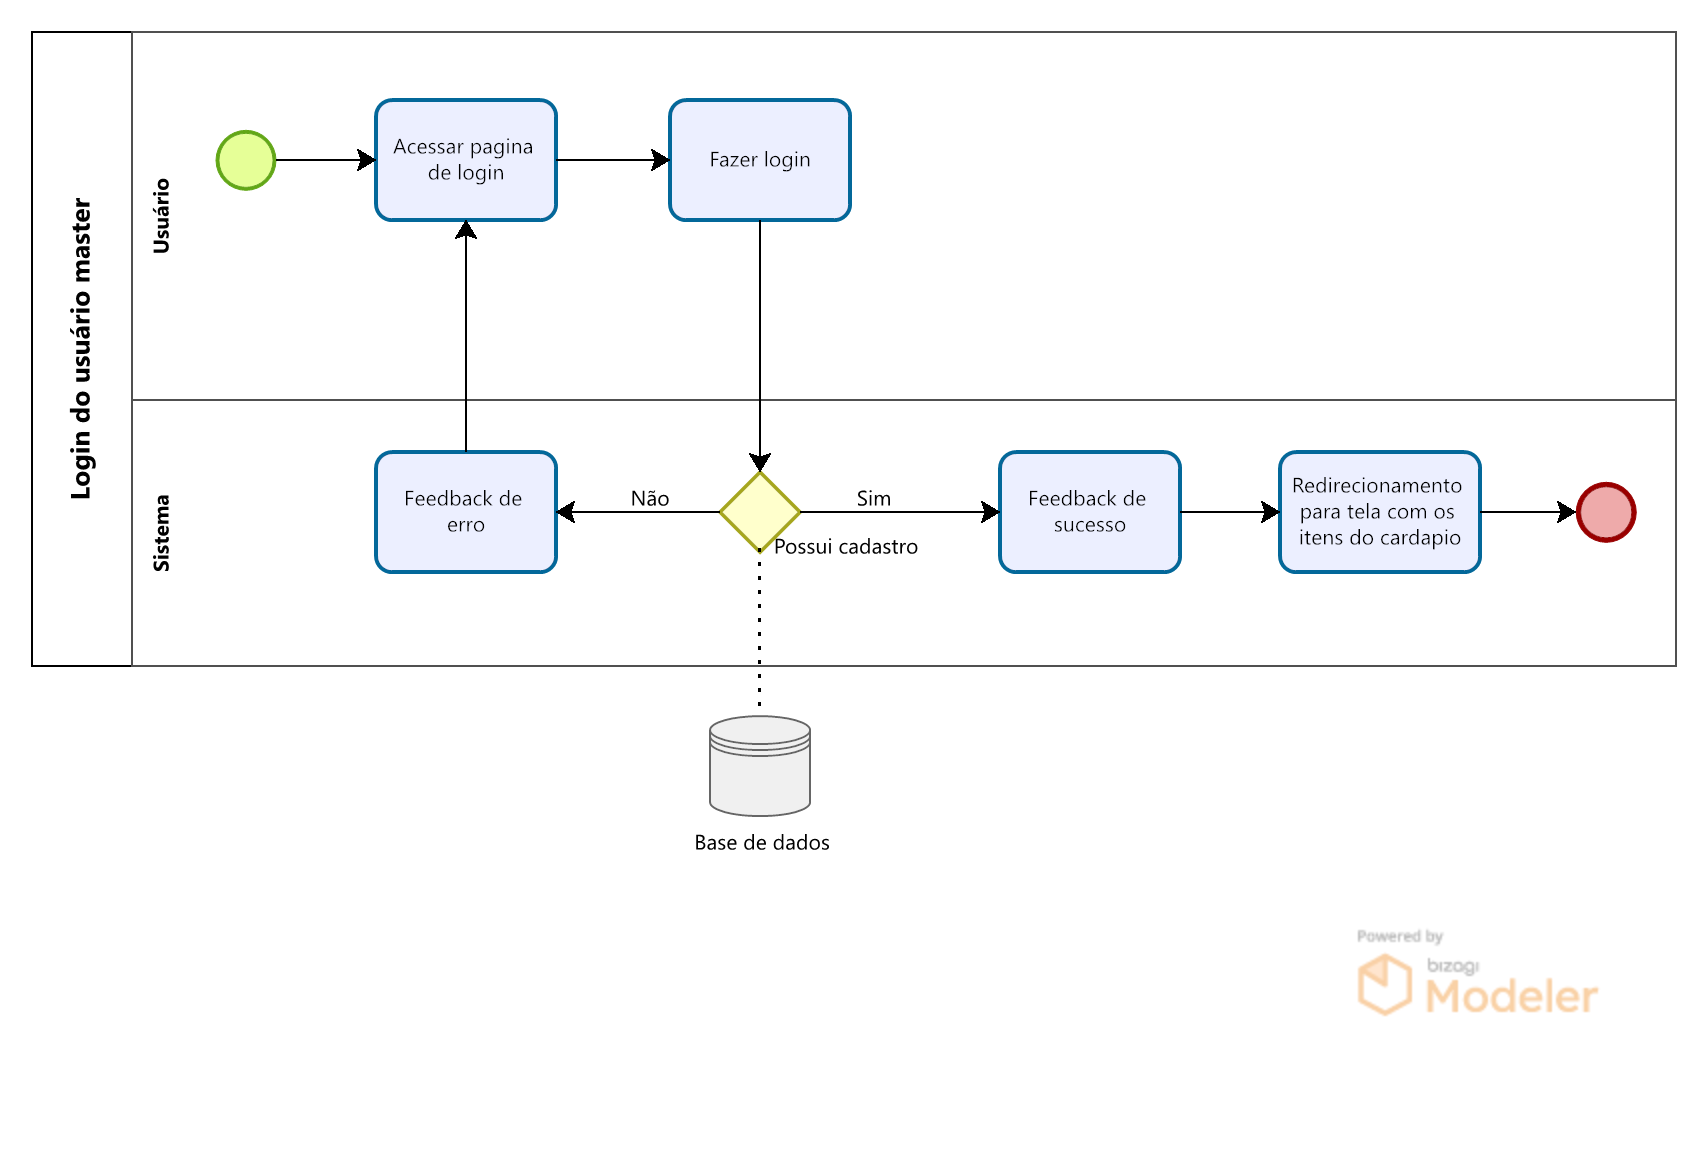 Login do usuário master
Usuário
Acessar pagina
de login
Fazer login
Sistema
Feedback de
erro
Não
Sim
Possui cadastro
Feedback de
sucesso
Redirecionamento
para tela com os
itens do cardapio
Base de dados
Powered by
bizagi
Modeler